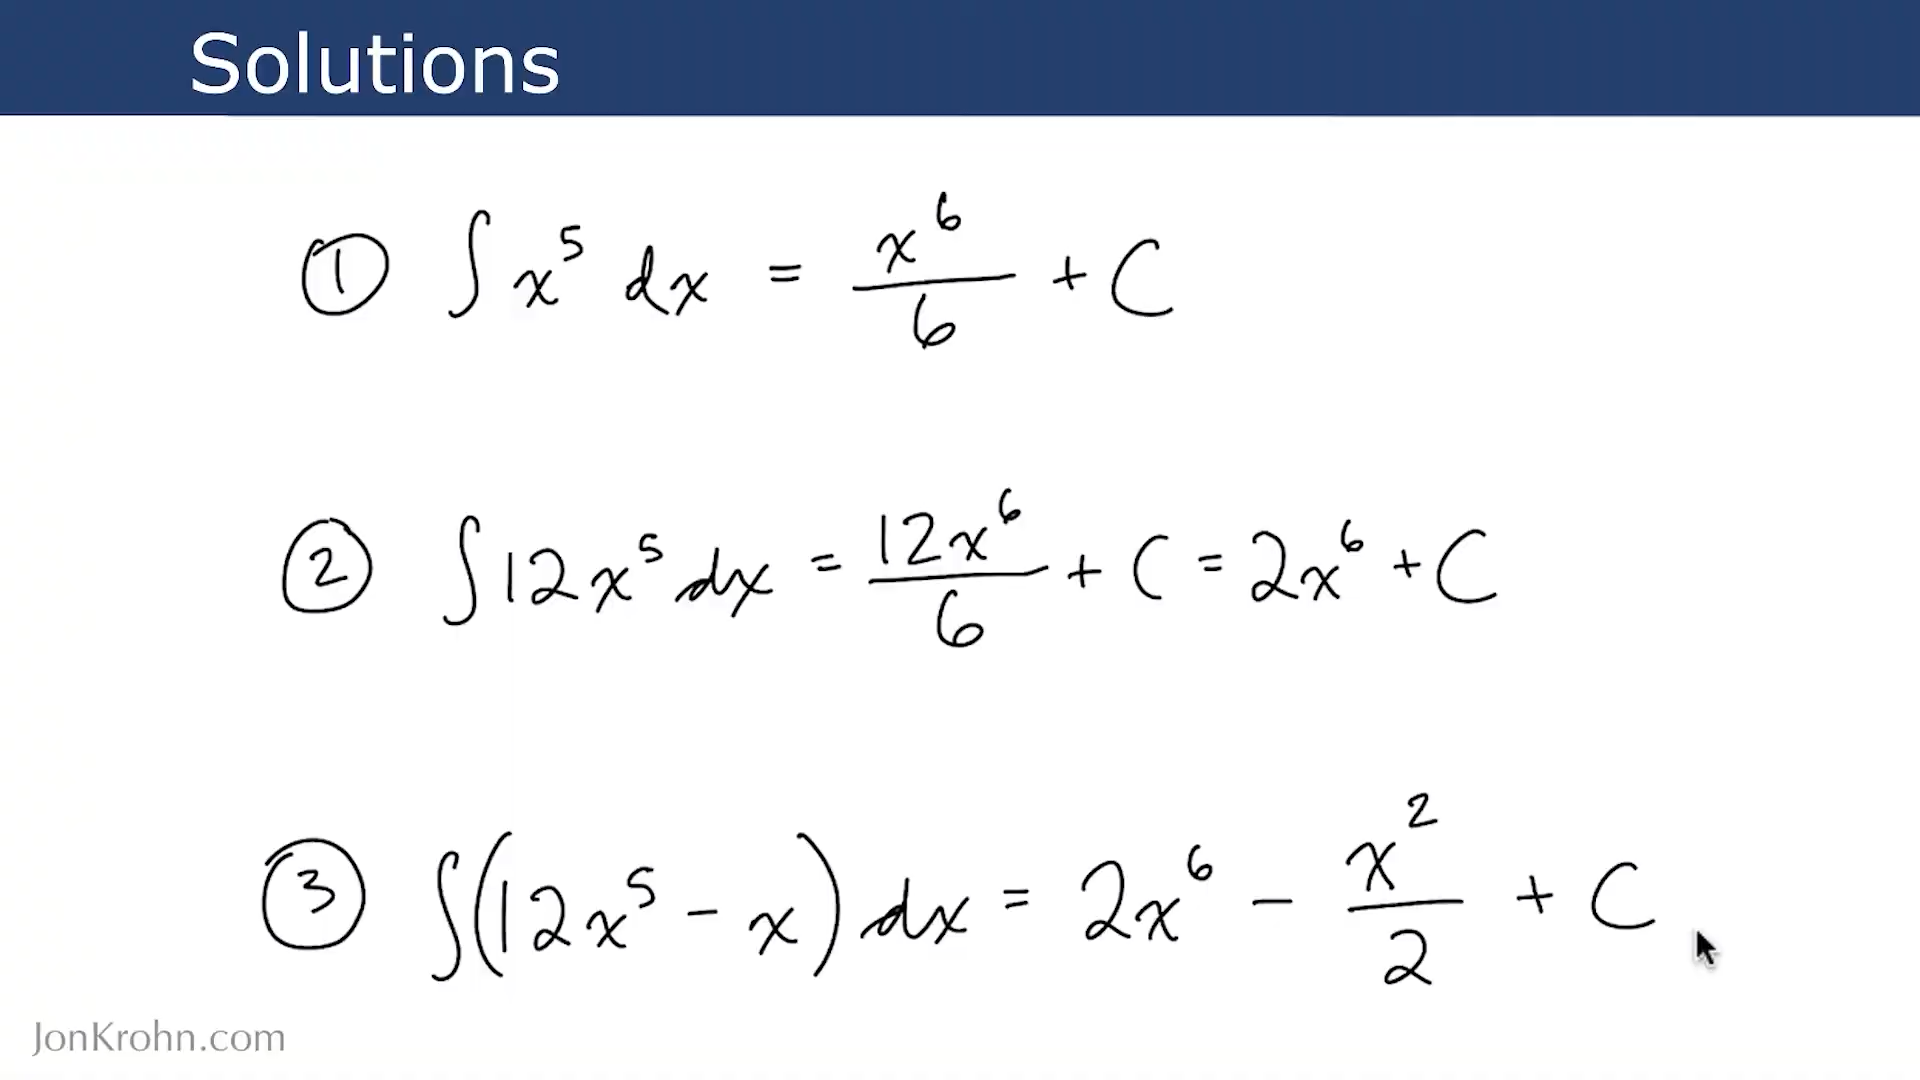 Solutions
① ∫ x⁵ dx = x⁶/6 + C
② ∫ 12x⁵ dx = 12x⁶/6 + C = 2x⁶ + C
③ ∫(12x⁵ - x) dx = 2x⁶ - x²/2 + C
JonKrohn.com